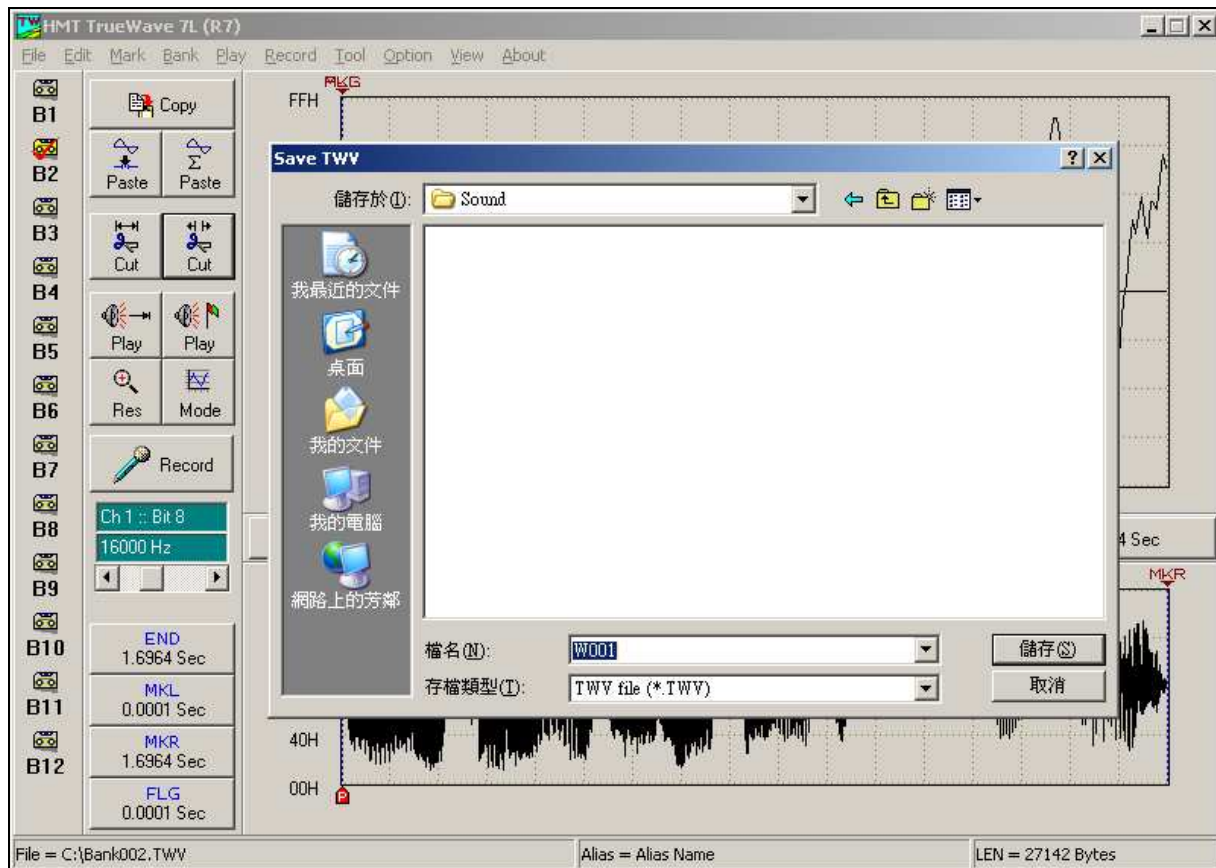 HMT TrueWave 7L (R7)
File Edit Mark Bank Play Record Tool Option View About
B1
B2
B3
B4
B5
B6
B7
B8
B9
B10
B11
B12
Copy
Paste Paste
Cut Cut
Play Play
Res Mode
Record
Ch 1 :: Bit 8
16000 Hz
END
1.6964 Sec
MKL
0.0001 Sec
MKR
1.6964 Sec
FLG
0.0001 Sec
MKG
FFH
Save TWV
儲存於(I): Sound
我最近的文件
桌面
我的文件
我的電腦
網路上的芳鄰
檔名(N): W001
儲存(S)
存檔類型(T): TWV file (*.TWV)
取消
4 Sec
MKR
40H
00H
P
File = C:\Bank002.TWV
Alias = Alias Name
LEN = 27142 Bytes